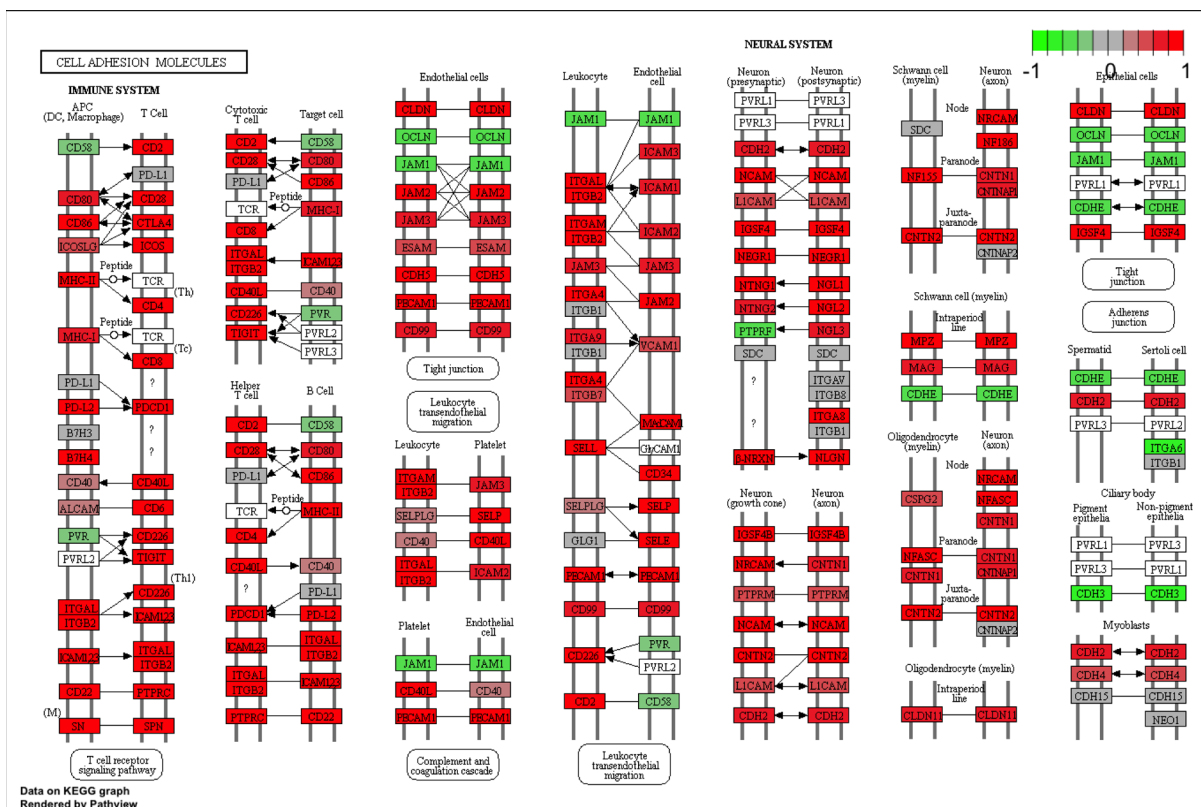 CELL ADHESION MOLECULES
NEURAL SYSTEM
-1 0 1
IMMUNE SYSTEM
APC
(DC, Macrophage)
T Cell
CD58 CD2
PD-L1
CD80 CD28
CD86 CTLA4
ICOSLG ICOS
Peptide
MHC-II TCR
(Th)
CD4
Peptide
MHC-I TCR
(Tc)
CD8
PD-L1 ?
PD-L2 PDCD1
B7H3 ?
B7H4 ?
CD40 CD40L
ALCAM CD6
PVR CD226
PVRL2 TIGIT
(Th1)
CD226
ITGAL ICAM123
ITGB2
ICAM123 ITGAL
ITGB2
CD22 PTPRC
(M)
SN SPN
T cell receptor
signaling pathway
Cytotoxic
T cell
Target cell
CD2 CD58
CD28 CD80
PD-L1 CD86
Peptide
TCR MHC-I
CD8
ITGAL ICAM123
ITGB2
CD40L CD40
CD226 PVR
TIGIT PVRL2
PVRL3
Helper
T cell
B Cell
CD2 CD58
CD28 CD80
PD-L1 CD86
Peptide
TCR MHC-II
CD4
CD40L CD40
? PD-L1
PDCD1 PD-L2
ICAM123 ITGAL
ITGB2
ITGAL ICAM123
ITGB2
PTPRC CD22
Endothelial cells
CLDN CLDN
OCLN OCLN
JAM1 JAM1
JAM2 JAM2
JAM3 JAM3
ESAM ESAM
CDH5 CDH5
PECAM1 PECAM1
CD99 CD99
Tight junction
Leukocyte
transendothelial
migration
Leukocyte Platelet
ITGAM JAM3
ITGB2
SELPLG SELP
CD40 CD40L
ITGAL ICAM2
ITGB2
Platelet
Endothelial
cell
JAM1 JAM1
CD40L CD40
PECAM1 PECAM1
Complement and
coagulation cascade
Leukocyte
Endothelial
cell
JAM1 JAM1
ICAM3
ITGAL ICAM1
ITGB2
ITGAM ICAM2
ITGB2
JAM3 JAM3
ITGA4 JAM2
ITGB1
ITGA9 VCAM1
ITGB1
ITGA4
ITGB7
MADCAM1
SELL GlyCAM1
CD34
SELPLG SELP
GLG1 SELE
PECAM1 PECAM1
CD99 CD99
PVR
CD226 PVRL2
CD2 CD58
Leukocyte
transendothelial
migration
Neuron
(presynaptic)
Neuron
(postsynaptic)
PVRL1 PVRL3
PVRL3 PVRL1
CDH2 CDH2
NCAM NCAM
L1CAM L1CAM
IGSF4 IGSF4
NEGR1 NEGR1
NTNG1 NGL1
NTNG2 NGL2
PTPRF NGL3
SDC SDC
? ITGAV
ITGB8
? ITGA8
ITGB1
β-NRXN NLGN
Neuron
(growth cone)
Neuron
(axon)
IGSF4B IGSF4B
NRCAM CNTN1
PTPRM PTPRM
NCAM NCAM
CNTN2 CNTN2
L1CAM L1CAM
CDH2 CDH2
Schwann cell
(myelin)
Neuron
(axon)
Node
NRCAM
SDC NF186
Paranode
NF155 CNTN1
CNTNAP1
Juxta-
paranode
CNTN2 CNTN2
CNTNAP2
Schwann cell (myelin)
Intraperiod
line
MPZ MPZ
MAG MAG
CDHE CDHE
Oligodendrocyte
(myelin)
Neuron
(axon)
Node
NRCAM
CSPG2 NFASC
CNTN1
Paranode
NFASC CNTN1
CNTN1 CNTNAP1
Juxta-
paranode
CNTN2 CNTN2
CNTNAP2
Oligodendrocyte (myelin)
Intraperiod
line
CLDN11 CLDN11
Epithelial cells
CLDN CLDN
OCLN OCLN
JAM1 JAM1
PVRL1 PVRL1
CDHE CDHE
IGSF4 IGSF4
Tight
junction
Adherens
junction
Spermatid Sertoli cell
CDHE CDHE
CDH2 CDH2
PVRL3 PVRL2
ITGA6
ITGB1
Ciliary body
Pigment
epithelia
Non-pigment
epithelia
PVRL1 PVRL3
PVRL3 PVRL1
CDH3 CDH3
Myoblasts
CDH2 CDH2
CDH4 CDH4
CDH15 CDH15
NEO1
Data on KEGG graph
Rendered by Pathview